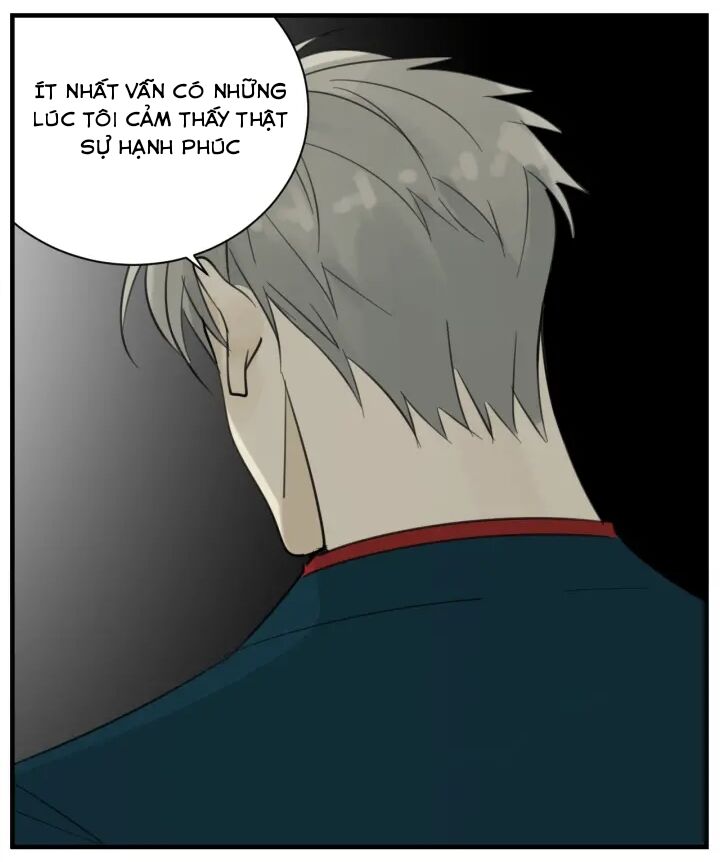 ÍT NHẤT VẪN CÓ NHỮNG
LÚC TÔI CẢM THẤY THẬT
SỰ HẠNH PHÚC